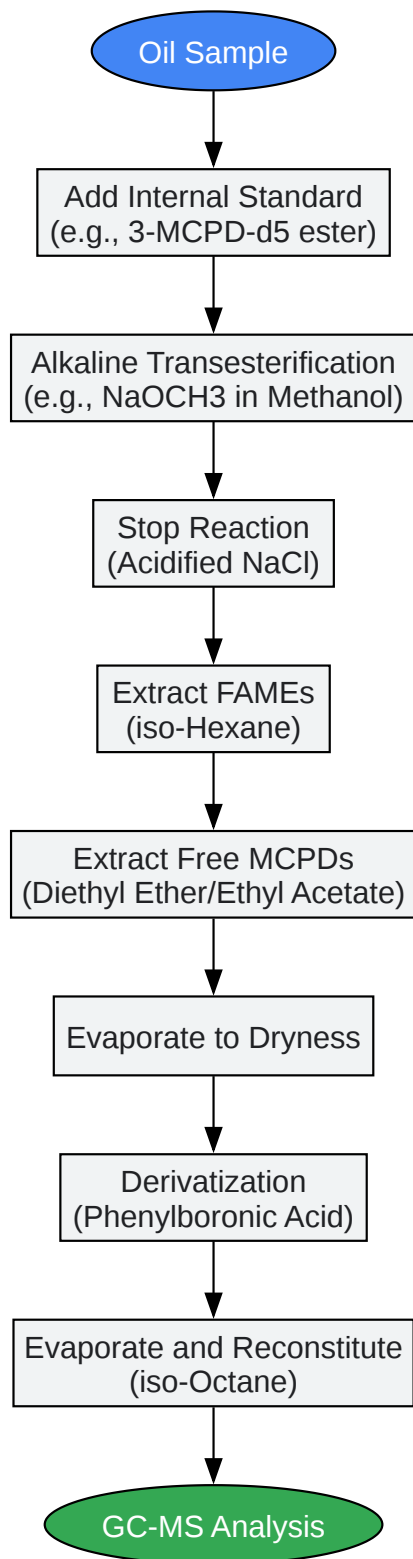 Oil Sample
Add Internal Standard
(e.g., 3-MCPD-d5 ester)
Alkaline Transesterification
(e.g., NaOCH3 in Methanol)
Stop Reaction
(Acidified NaCl)
Extract FAMEs
(iso-Hexane)
Extract Free MCPDs
(Diethyl Ether/Ethyl Acetate)
Evaporate to Dryness
Derivatization
(Phenylboronic Acid)
Evaporate and Reconstitute
(iso-Octane)
GC-MS Analysis